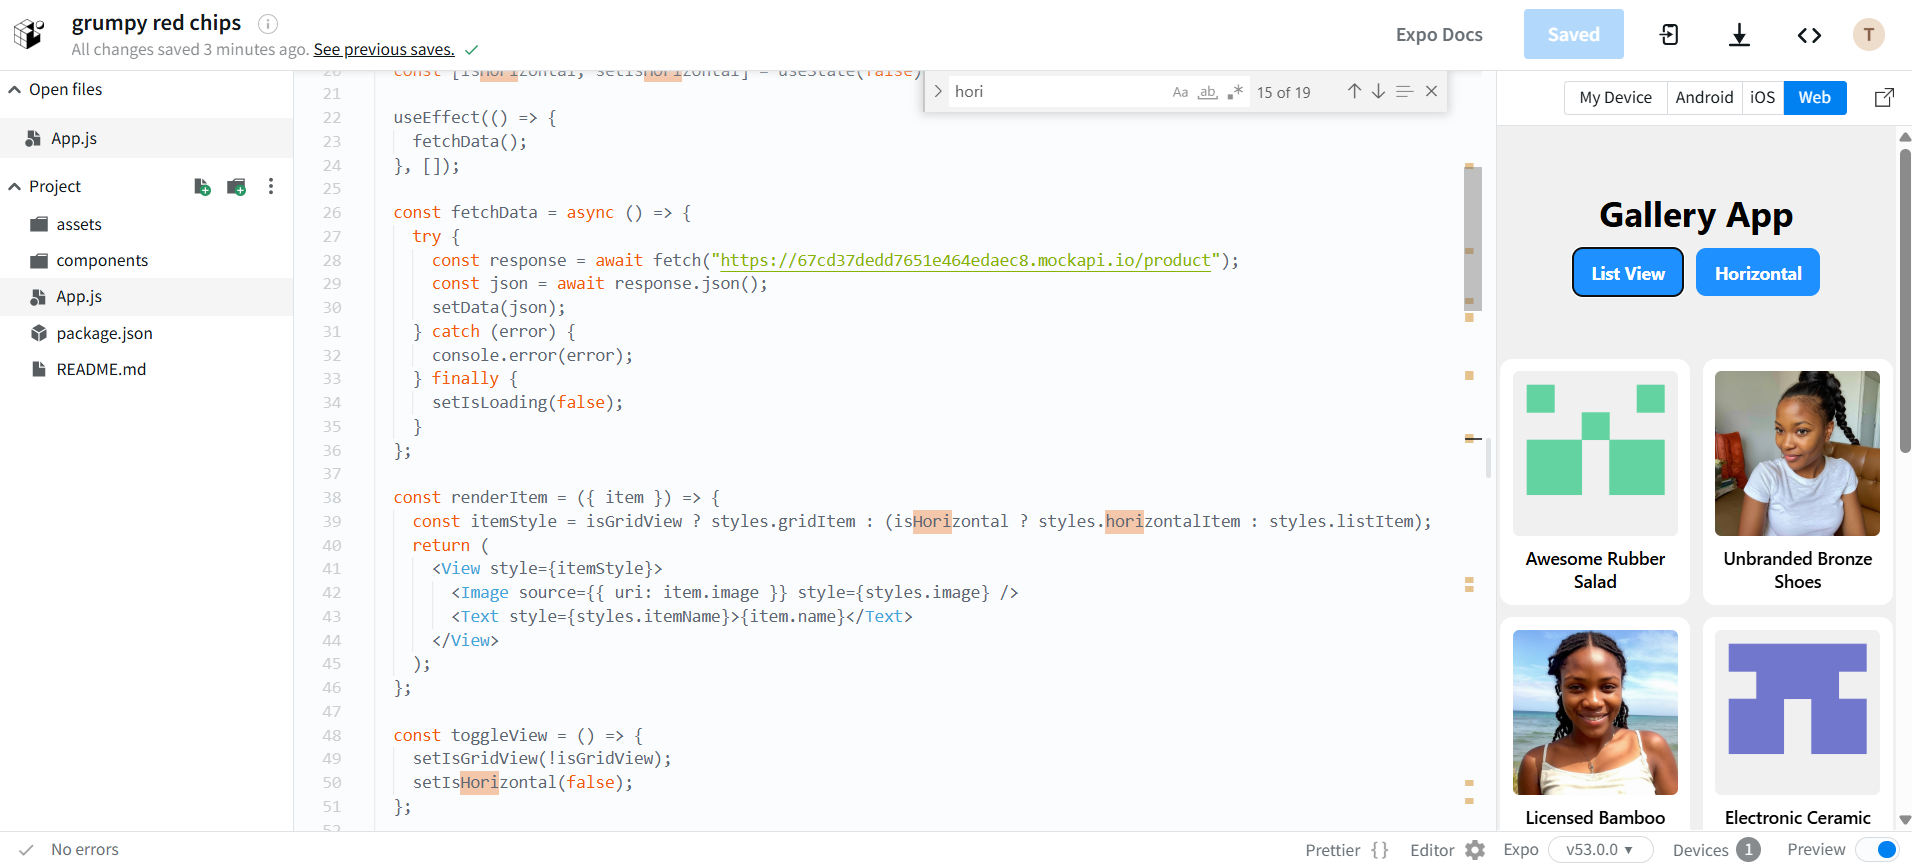 grumpy red chips
All changes saved 3 minutes ago. See previous saves.
Expo Docs
Saved
T
Open files
App.js
Project
assets
components
App.js
package.json
README.md
hori
Aa ab
15 of 19
20 const [isHorizontal, setIsHorizontal] = useState(false)
21
22 useEffect(() => {
23 fetchData();
24 }, []);
25
26 const fetchData = async () => {
27 try {
28 const response = await fetch("https://67cd37dedd7651e464edaec8.mockapi.io/product");
29 const json = await response.json();
30 setData(json);
31 } catch (error) {
32 console.error(error);
33 } finally {
34 setIsLoading(false);
35 }
36 };
37
38 const renderItem = ({ item }) => {
39 const itemStyle = isGridView ? styles.gridItem : (isHorizontal ? styles.horizontalItem : styles.listItem);
40 return (
41 <View style={itemStyle}>
42 <Image source={{ uri: item.image }} style={styles.image} />
43 <Text style={styles.itemName}>{item.name}</Text>
44 </View>
45 );
46 };
47
48 const toggleView = () => {
49 setIsGridView(!isGridView);
50 setIsHorizontal(false);
51 };
52
My Device Android iOS Web
Gallery App
List View Horizontal
Awesome Rubber Salad
Unbranded Bronze Shoes
Licensed Bamboo
Electronic Ceramic
No errors
Prettier {} Editor Expo v53.0.0 Devices 1 Preview